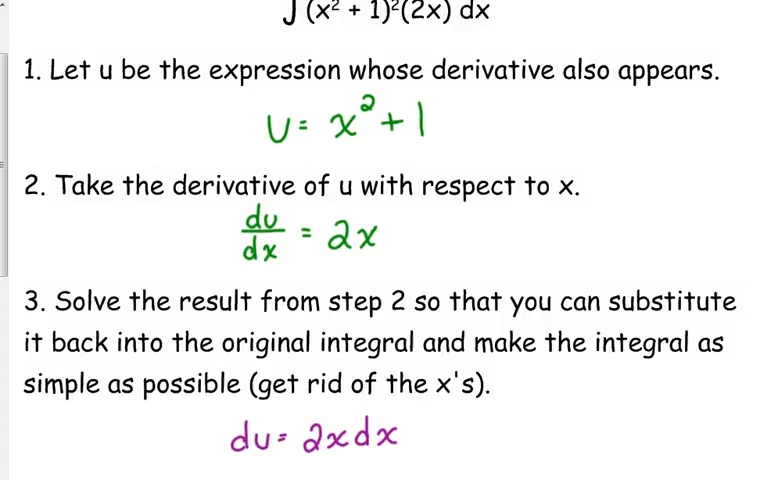 ∫ (x² + 1)²(2x) dx
1. Let u be the expression whose derivative also appears.
u = x² + 1
2. Take the derivative of u with respect to x.
du/dx = 2x
3. Solve the result from step 2 so that you can substitute
it back into the original integral and make the integral as
simple as possible (get rid of the x's).
du = 2x dx